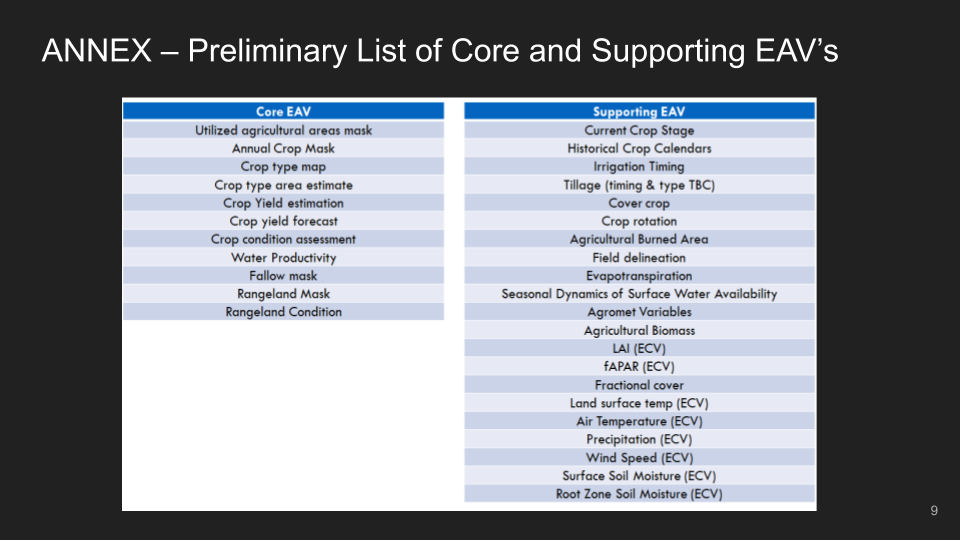 ANNEX – Preliminary List of Core and Supporting EAV’s
Core EAV
Utilized agricultural areas mask
Annual Crop Mask
Crop type map
Crop type area estimate
Crop Yield estimation
Crop yield forecast
Crop condition assessment
Water Productivity
Fallow mask
Rangeland Mask
Rangeland Condition
Supporting EAV
Current Crop Stage
Historical Crop Calendars
Irrigation Timing
Tillage (timing & type TBC)
Cover crop
Crop rotation
Agricultural Burned Area
Field delineation
Evapotranspiration
Seasonal Dynamics of Surface Water Availability
Agromet Variables
Agricultural Biomass
LAI (ECV)
fAPAR (ECV)
Fractional cover
Land surface temp (ECV)
Air Temperature (ECV)
Precipitation (ECV)
Wind Speed (ECV)
Surface Soil Moisture (ECV)
Root Zone Soil Moisture (ECV)
9